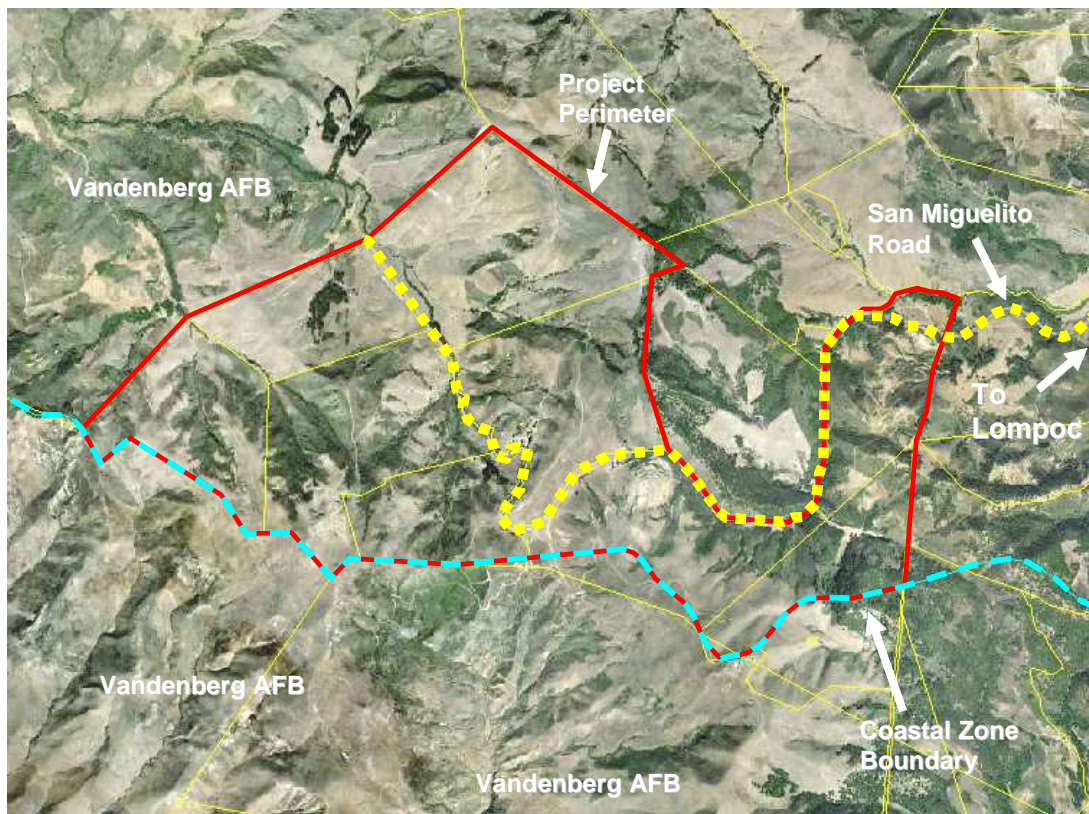 Project
Perimeter
Vandenberg AFB
San Miguelito
Road
To
Lompoc
Vandenberg AFB
Coastal Zone
Boundary
Vandenberg AFB